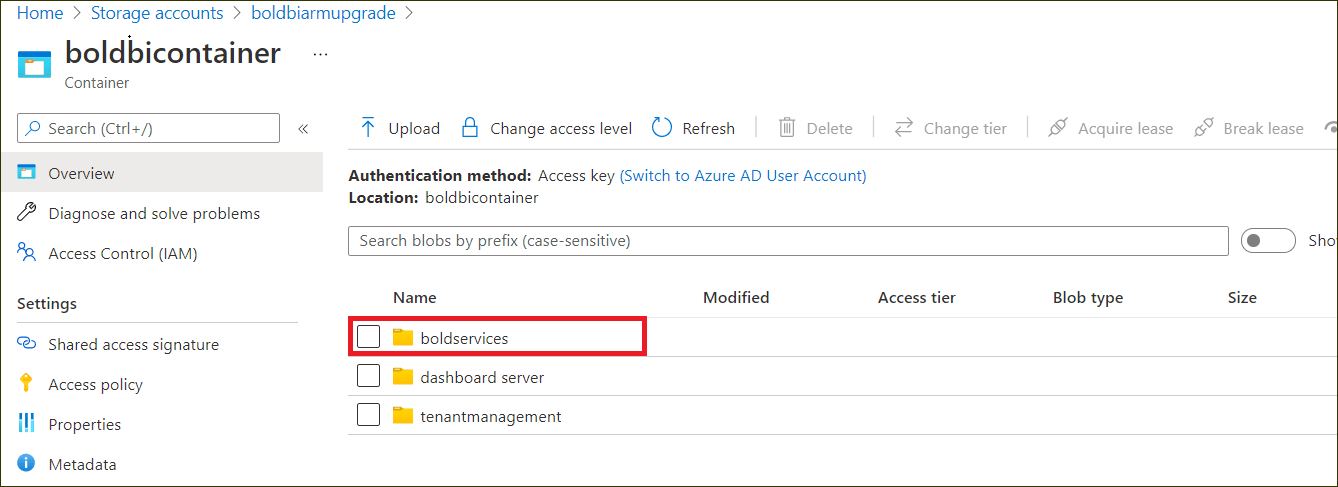 Home > Storage accounts > boldbiarmupgrade >
boldbicontainer ...
Container
Search (Ctrl+/) «
Upload Change access level Refresh Delete Change tier Acquire lease Break lease
Overview
Diagnose and solve problems
Access Control (IAM)
Settings
Shared access signature
Access policy
Properties
Metadata
Authentication method: Access key (Switch to Azure AD User Account)
Location: boldbicontainer
Search blobs by prefix (case-sensitive) Sho
Name Modified Access tier Blob type Size
boldservices
dashboard server
tenantmanagement